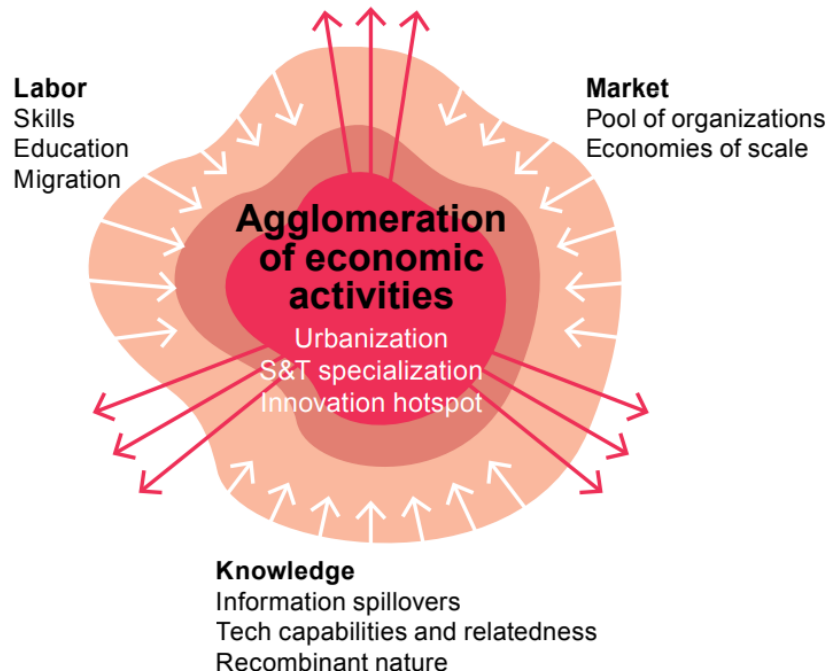 Labor
Skills
Education
Migration
Market
Pool of organizations
Economies of scale
Agglomeration
of economic
activities
Urbanization
S&T specialization
Innovation hotspot
Knowledge
Information spillovers
Tech capabilities and relatedness
Recombinant nature